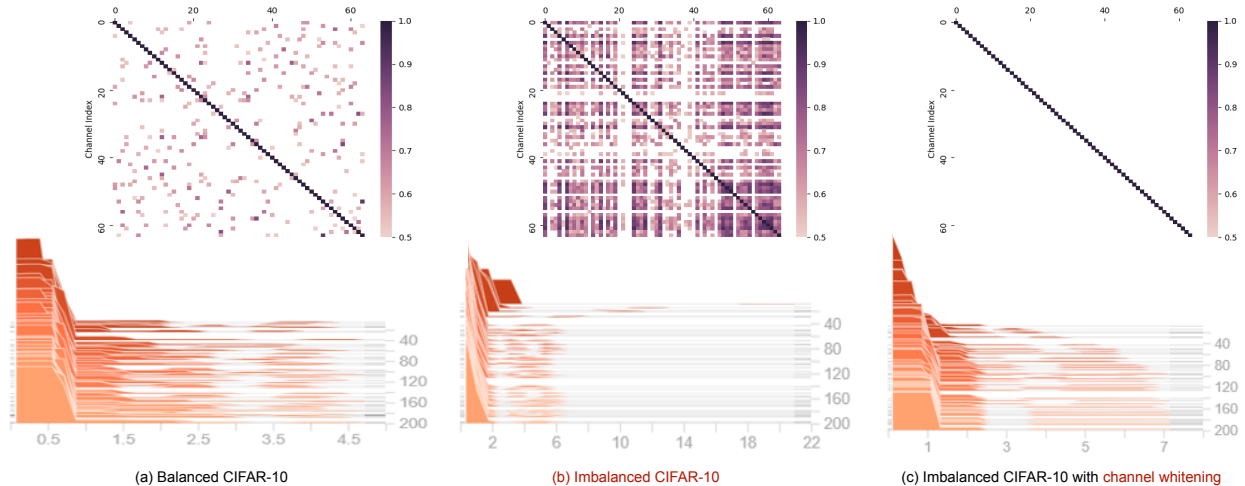 0 20 40 60
0 20 40 60
Channel Index
1.0
0.9
0.8
0.7
0.6
0.5
40
80
120
160
200
0.5 1.5 2.5 3.5 4.5
(a) Balanced CIFAR-10
0 20 40 60
0 20 40 60
Channel Index
1.0
0.9
0.8
0.7
0.6
0.5
40
80
120
160
200
2 6 10 14 18 22
(b) Imbalanced CIFAR-10
0 20 40 60
0 20 40 60
Channel Index
1.0
0.9
0.8
0.7
0.6
0.5
40
80
120
160
200
1 3 5 7
(c) Imbalanced CIFAR-10 with channel whitening